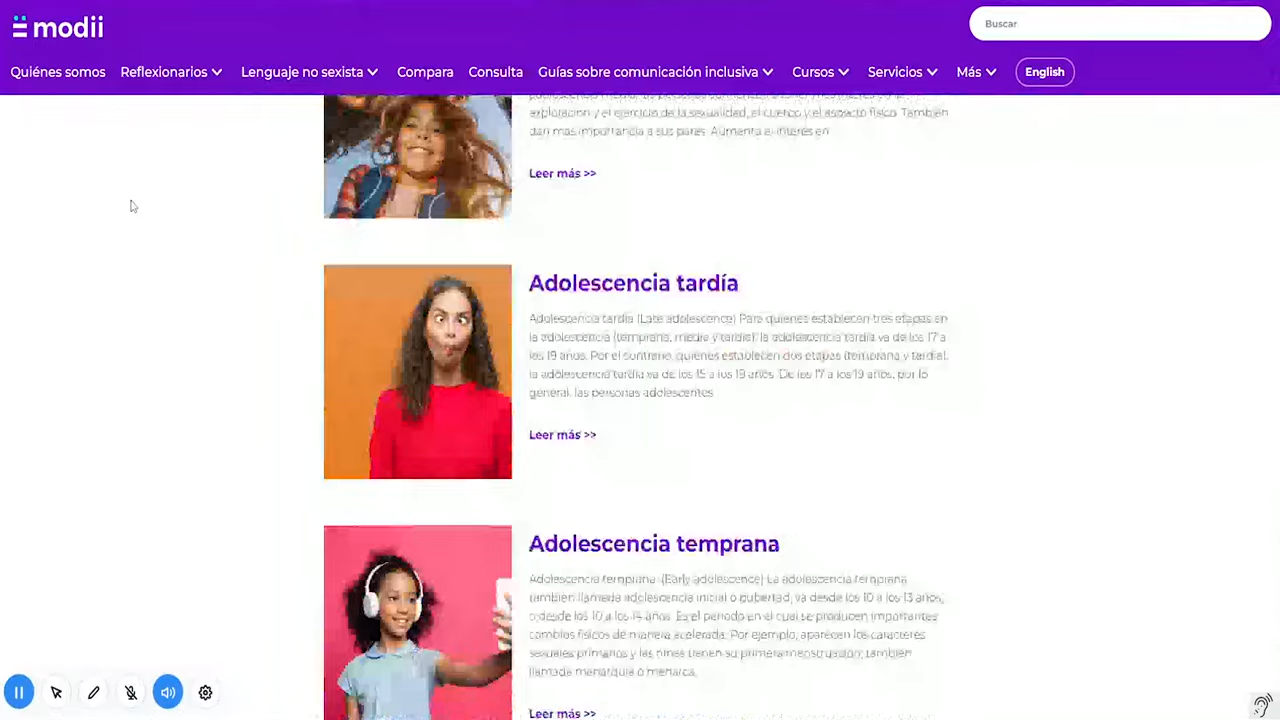 modii
Buscar
Quiénes somos Reflexionarios Lenguaje no sexista Compara Consulta Guías sobre comunicación inclusiva Cursos Servicios Más English
exploración y el ejercicio de la sexualidad, el cuerpo y el aspecto físico. También
dan más importancia a sus pares. Aumenta el interés en
Leer más >>
Adolescencia tardía
Adolescencia tardía (Late adolescence) Para quienes establecen tres etapas en
la adolescencia (temprana, media y tardía), la adolescencia tardía va de los 17 a
los 19 años. Por el contrario, quienes establecen dos etapas (temprana y tardía),
la adolescencia tardía va de los 15 a los 19 años. De los 17 a los 19 años, por lo
general, las personas adolescentes
Leer más >>
Adolescencia temprana
Adolescencia temprana (Early adolescence) La adolescencia temprana
también llamada adolescencia inicial o pubertad, va desde los 10 a los 13 años,
o desde los 10 a los 14 años. Es el periodo en el cual se producen importantes
cambios físicos de manera acelerada. Por ejemplo, aparecen los caracteres
sexuales primarios y las niñas tienen su primera menstruación, también
llamada menarquia o menarca.
Leer más >>